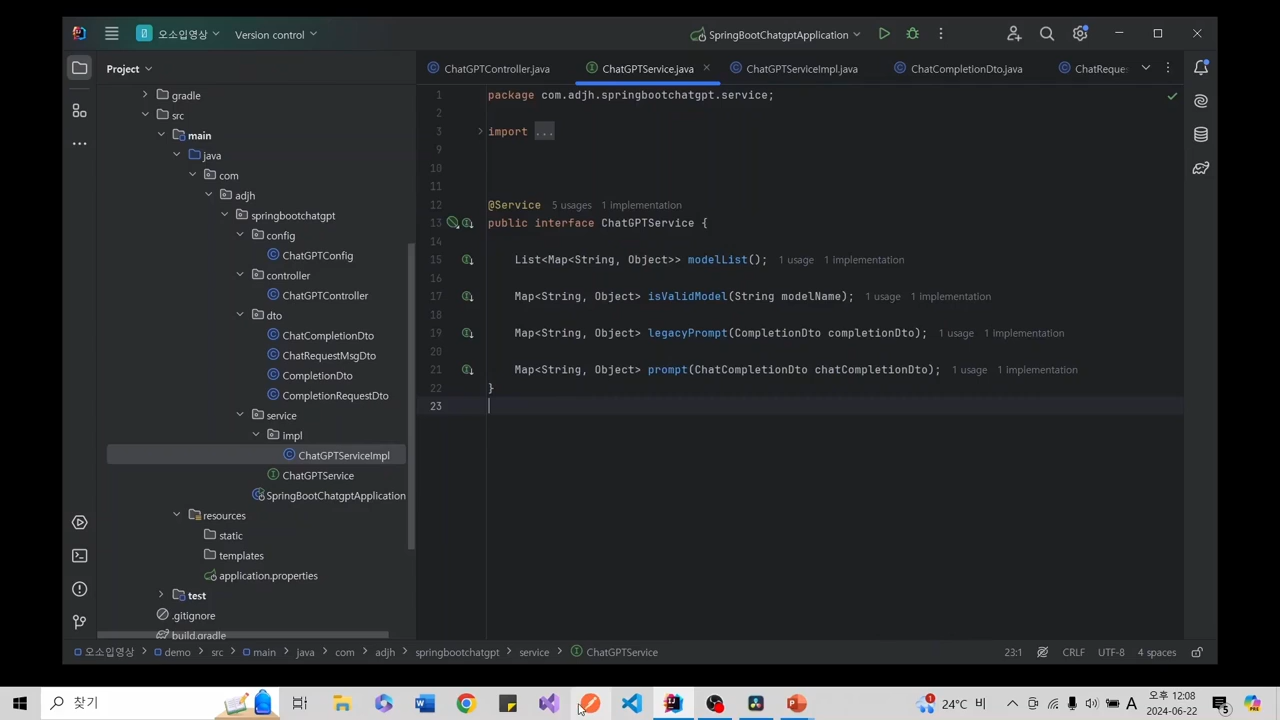 오소입영상
Version control
SpringBootChatgptApplication
Project
ChatGPTController.java
ChatGPTService.java
ChatGPTServiceImpl.java
ChatCompletionDto.java
ChatReque
gradle
src
main
java
com
adjh
springbootchatgpt
config
ChatGPTConfig
controller
ChatGPTController
dto
ChatCompletionDto
ChatRequestMsgDto
CompletionDto
CompletionRequestDto
service
impl
ChatGPTServiceImpl
ChatGPTService
SpringBootChatgptApplication
resources
static
templates
application.properties
test
.gitignore
build.gradle
1 package com.adjh.springbootchatgpt.service;
2
3 import ...
9
10
11
12 @Service 5 usages 1 implementation
13 public interface ChatGPTService {
14
15 List<Map<String, Object>> modelList(); 1 usage 1 implementation
16
17 Map<String, Object> isValidModel(String modelName); 1 usage 1 implementation
18
19 Map<String, Object> legacyPrompt(CompletionDto completionDto); 1 usage 1 implementation
20
21 Map<String, Object> prompt(ChatCompletionDto chatCompletionDto); 1 usage 1 implementation
22 }
23
오소입영상 demo src main java com adjh springbootchatgpt service ChatGPTService
23:1 CRLF UTF-8 4 spaces
찾기
24°C 비
A
오후 12:08
2024-06-22
5